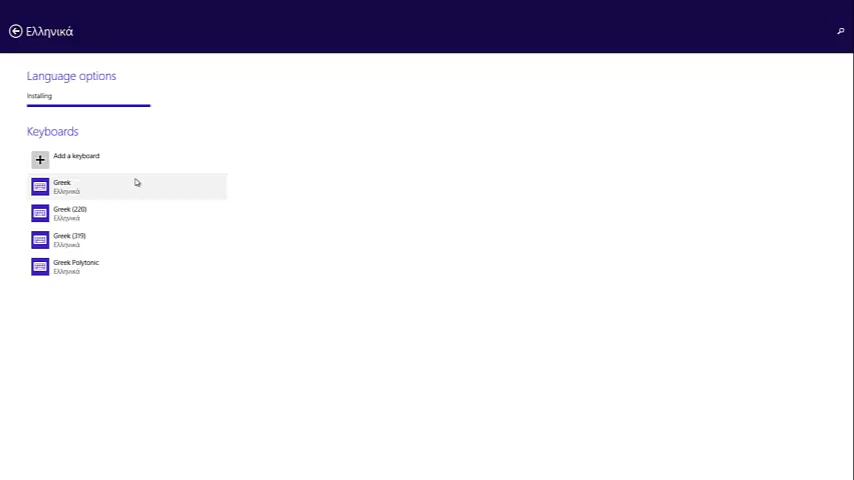 Ελληνικά
Language options
Installing
Keyboards
Add a keyboard
Greek
Ελληνικά
Greek (220)
Ελληνικά
Greek (319)
Ελληνικά
Greek Polytonic
Ελληνικά